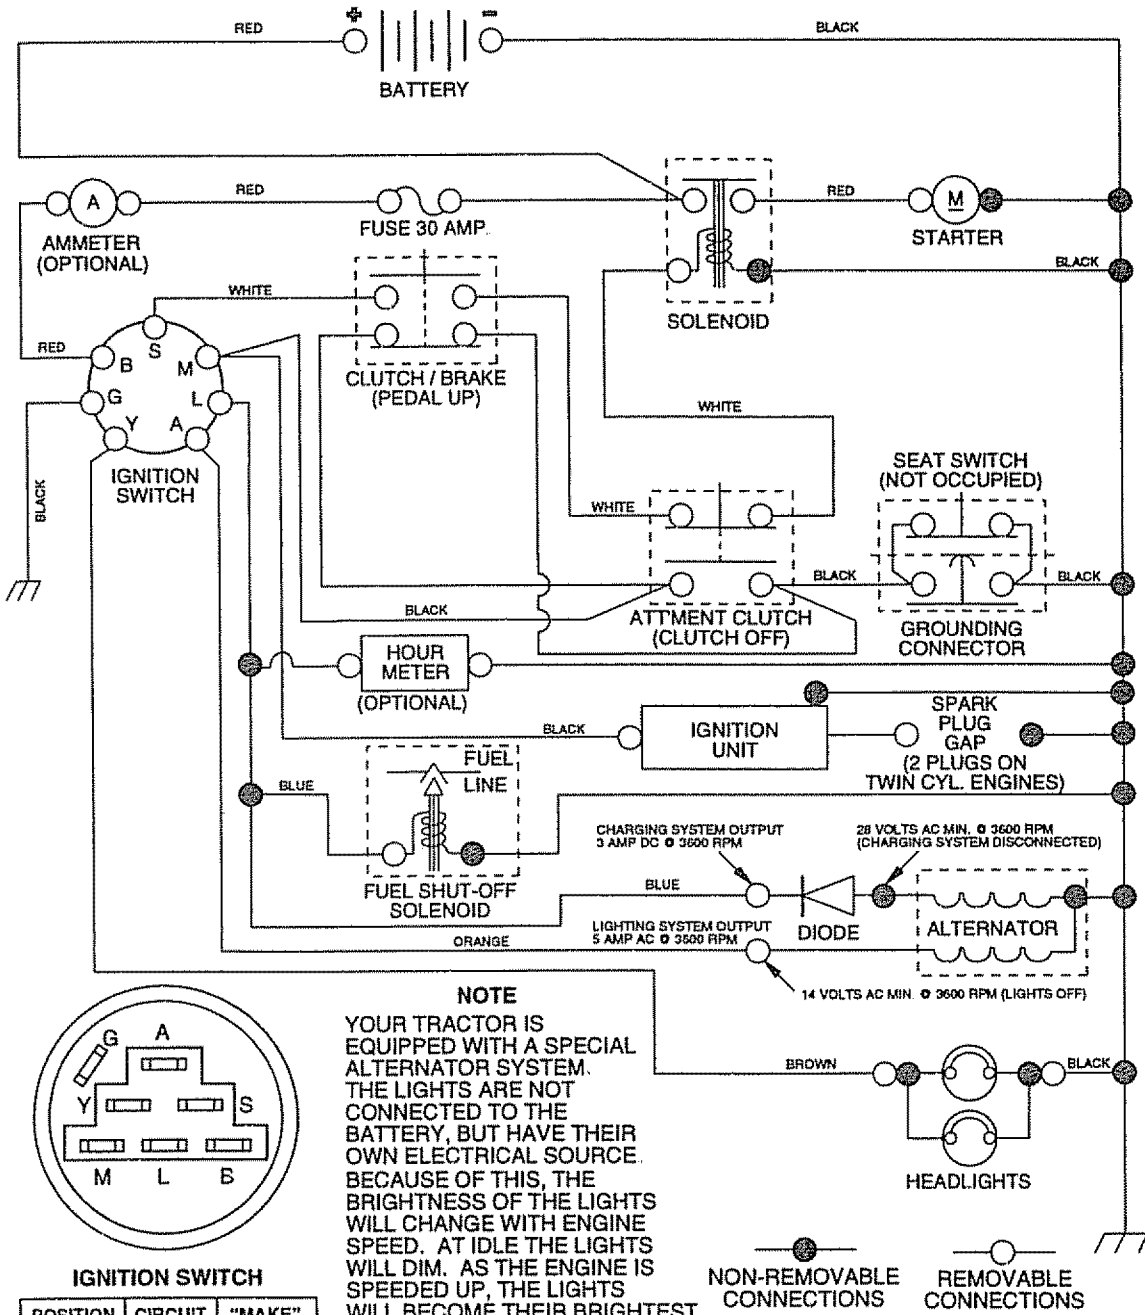 + -
RED
BLACK
BATTERY
A
RED
FUSE 30 AMP.
RED
M
STARTER
AMMETER
(OPTIONAL)
BLACK
WHITE
SOLENOID
RED
S
B
M
G
L
Y
A
CLUTCH / BRAKE
(PEDAL UP)
WHITE
IGNITION
SWITCH
BLACK
SEAT SWITCH
(NOT OCCUPIED)
WHITE
BLACK
BLACK
BLACK
ATT'MENT CLUTCH
(CLUTCH OFF)
GROUNDING
CONNECTOR
HOUR
METER
(OPTIONAL)
BLACK
IGNITION
UNIT
SPARK
PLUG
GAP
(2 PLUGS ON
TWIN CYL. ENGINES)
FUEL
LINE
BLUE
FUEL SHUT-OFF
SOLENOID
CHARGING SYSTEM OUTPUT
3 AMP DC @ 3600 RPM
28 VOLTS AC MIN. @ 3600 RPM
(CHARGING SYSTEM DISCONNECTED)
BLUE
DIODE
ALTERNATOR
LIGHTING SYSTEM OUTPUT
5 AMP AC @ 3600 RPM
ORANGE
14 VOLTS AC MIN. @ 3600 RPM (LIGHTS OFF)
BROWN
BLACK
HEADLIGHTS
G
A
Y
S
M L B
IGNITION SWITCH
POSITION CIRCUIT "MAKE"
NOTE
YOUR TRACTOR IS
EQUIPPED WITH A SPECIAL
ALTERNATOR SYSTEM.
THE LIGHTS ARE NOT
CONNECTED TO THE
BATTERY, BUT HAVE THEIR
OWN ELECTRICAL SOURCE.
BECAUSE OF THIS, THE
BRIGHTNESS OF THE LIGHTS
WILL CHANGE WITH ENGINE
SPEED. AT IDLE THE LIGHTS
WILL DIM. AS THE ENGINE IS
SPEEDED UP, THE LIGHTS
WILL BECOME THEIR BRIGHTEST
NON-REMOVABLE
CONNECTIONS
REMOVABLE
CONNECTIONS